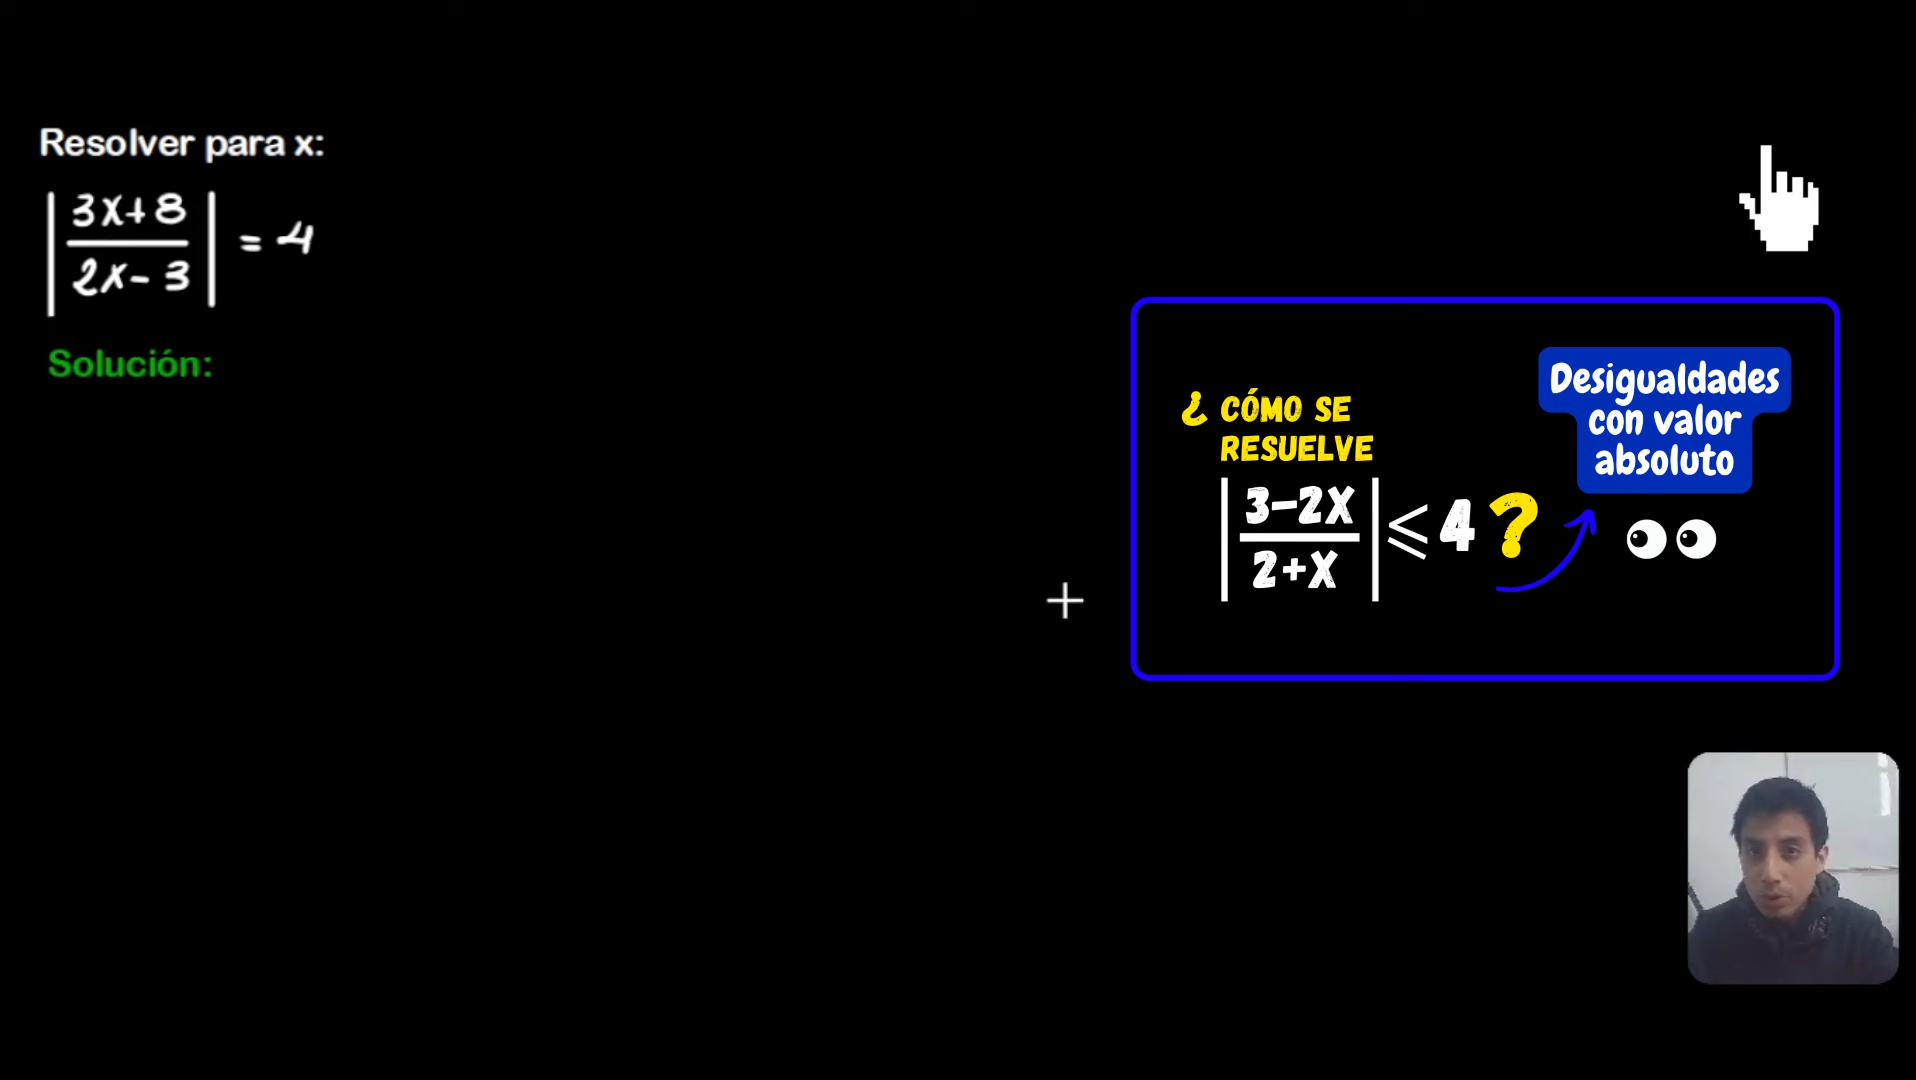 Resolver para x:
|3x+8 / 2x-3| = 4
Solución:
¿ CÓMO SE
RESUELVE
|3-2X / 2+X| ⩽ 4 ?
Desigualdades
con valor
absoluto